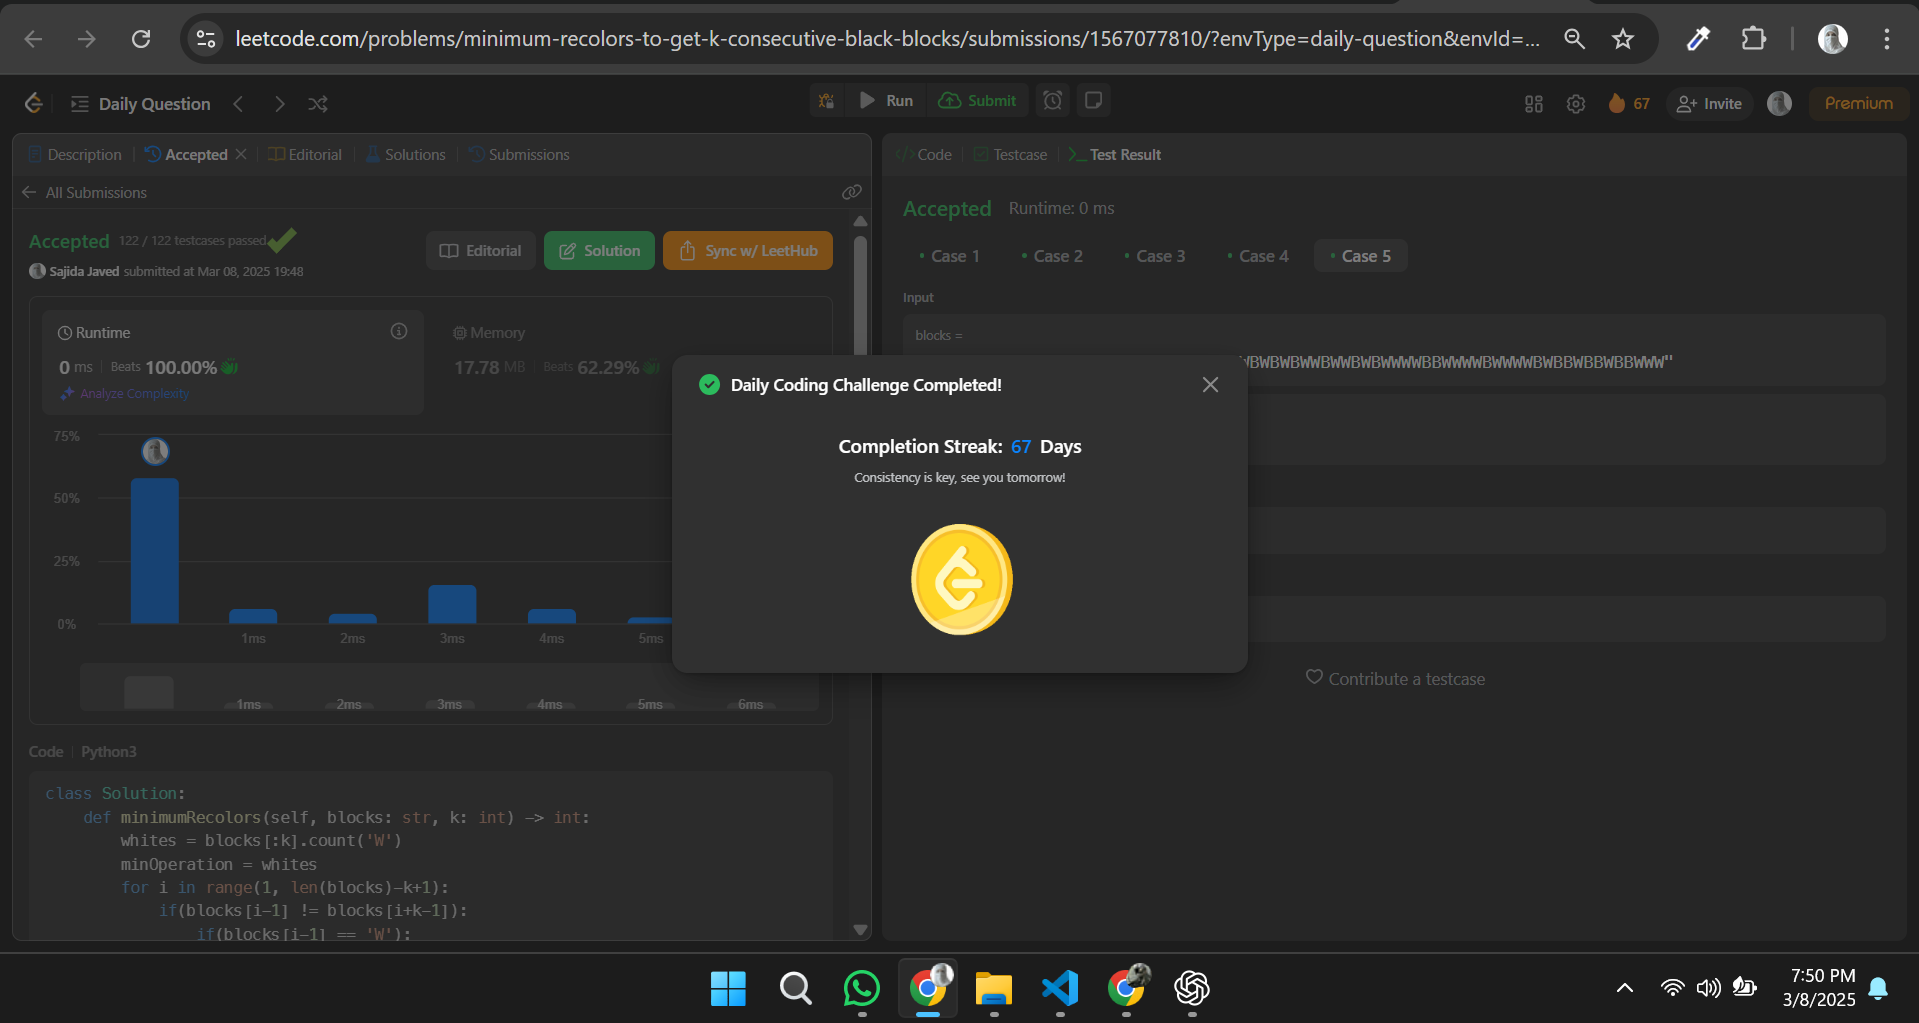 leetcode.com/problems/minimum-recolors-to-get-k-consecutive-black-blocks/submissions/1567077810/?envType=daily-question&envId=...
Daily Question
Run
Submit
67
Invite
Premium
Description
Accepted
Editorial
Solutions
Submissions
All Submissions
Accepted 122 / 122 testcases passed
Sajida Javed submitted at Mar 08, 2025 19:48
Editorial
Solution
Sync w/ LeetHub
Runtime
0 ms Beats 100.00%
Analyze Complexity
Memory
17.78 MB Beats 62.29%
75%
50%
25%
0%
1ms 2ms 3ms 4ms 5ms
1ms 2ms 3ms 4ms 5ms 6ms
Code Python3
class Solution:
def minimumRecolors(self, blocks: str, k: int) -> int:
whites = blocks[:k].count('W')
minOperation = whites
for i in range(1, len(blocks)-k+1):
if(blocks[i-1] != blocks[i+k-1]):
if(blocks[i-1] == 'W'):
Daily Coding Challenge Completed!
Completion Streak: 67 Days
Consistency is key, see you tomorrow!
Code
Testcase
Test Result
Accepted Runtime: 0 ms
Case 1
Case 2
Case 3
Case 4
Case 5
Input
blocks =
Contribute a testcase
7:50 PM
3/8/2025